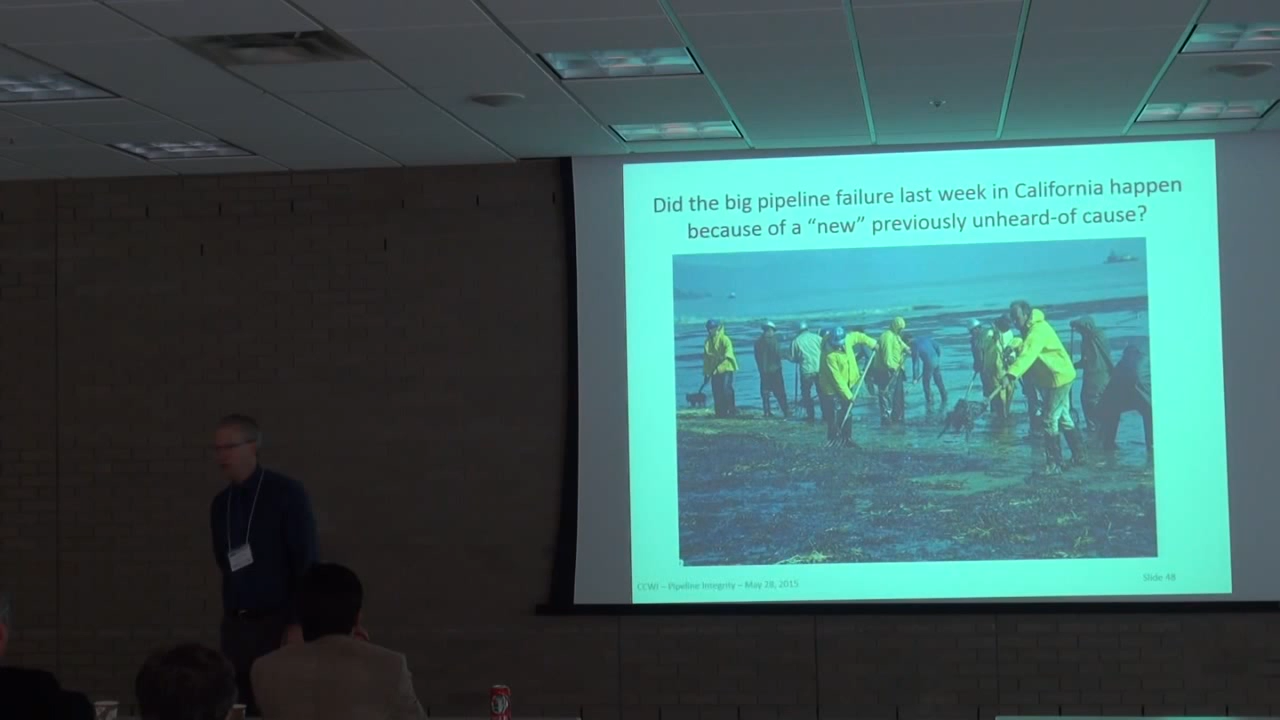 Did the big pipeline failure last week in California happen
because of a “new” previously unheard-of cause?
CCWI – Pipeline Integrity – May 28, 2015
Slide 48